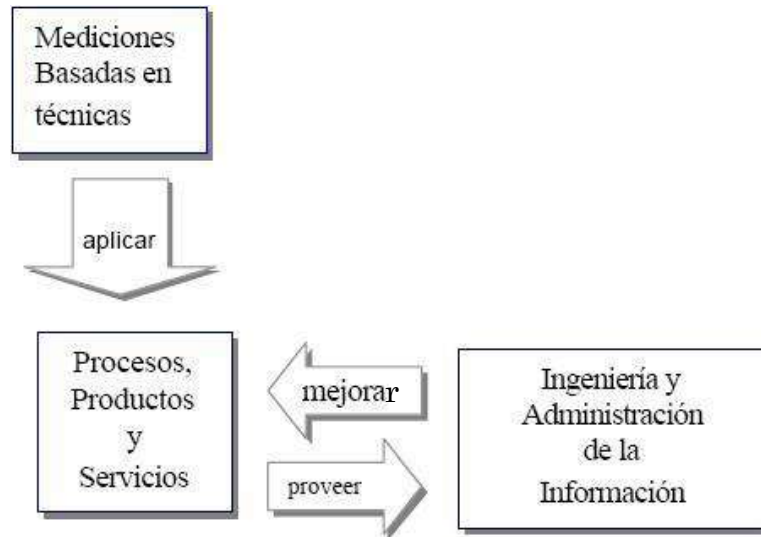 Mediciones
Basadas en
técnicas
aplicar
Procesos,
Productos
y
Servicios
mejorar
proveer
Ingeniería y
Administración
de la
Información